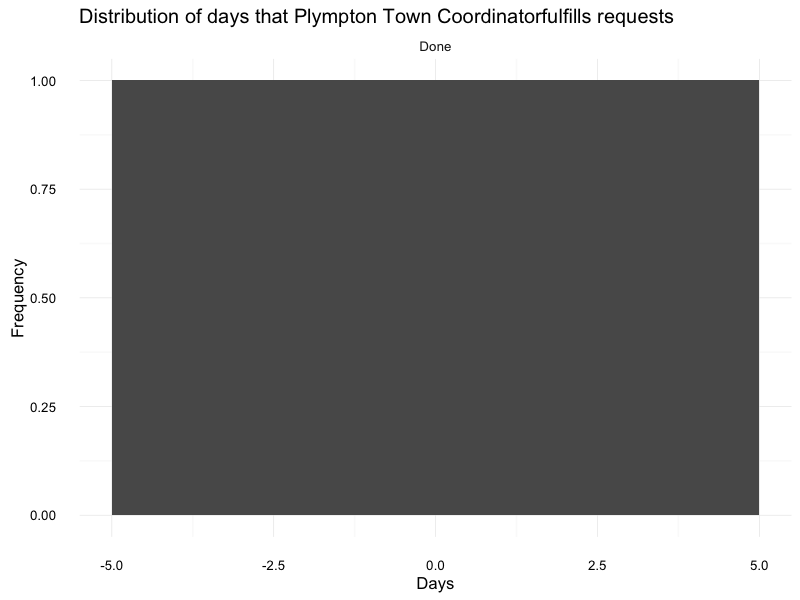 Distribution of days that Plympton Town Coordinatorfulfills requests
Done
1.00
0.75
0.50
0.25
0.00
Frequency
-5.0 -2.5 0.0 2.5 5.0
Days